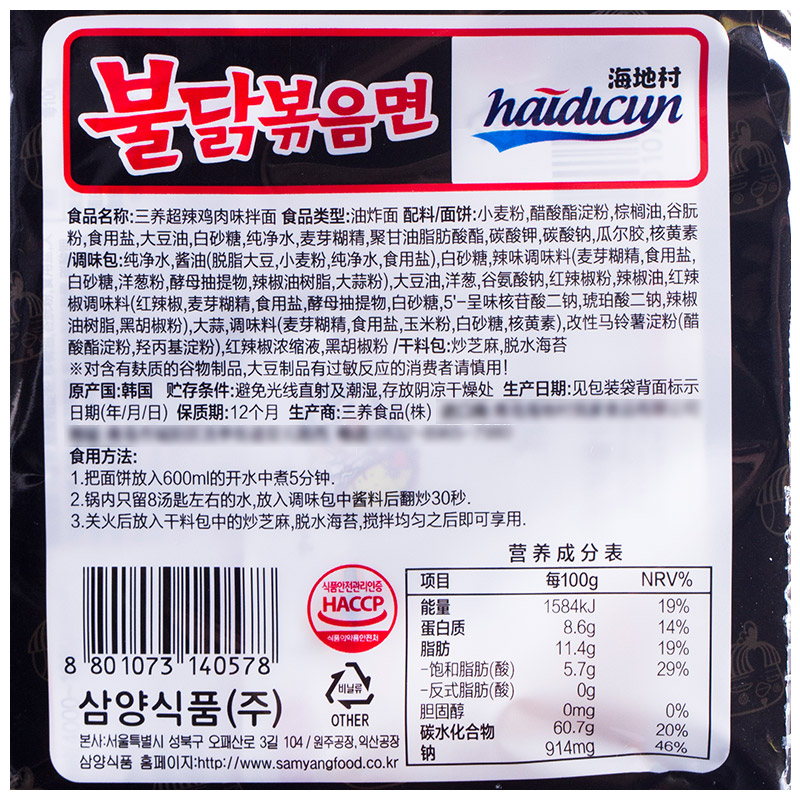 불닭볶음면
海地村
haidicun
食品名称:三养超辣鸡肉味拌面 食品类型:油炸面 配料/面饼:小麦粉,醋酸酯淀粉,棕榈油,谷朊
粉,食用盐,大豆油,白砂糖,纯净水,麦芽糊精,聚甘油脂肪酸酯,碳酸钾,碳酸钠,瓜尔胶,核黄素
/调味包:纯净水,酱油(脱脂大豆,小麦粉,纯净水,食用盐),白砂糖,辣味调味料(麦芽糊精,食用盐,
白砂糖,洋葱粉,酵母抽提物,辣椒油树脂,大蒜粉),大豆油,洋葱,谷氨酸钠,红辣椒粉,辣椒油,红辣
椒调味料(红辣椒,麦芽糊精,食用盐,酵母抽提物,白砂糖,5'-呈味核苷酸二钠,琥珀酸二钠,辣椒
油树脂,黑胡椒粉),大蒜,调味料(麦芽糊精,食用盐,玉米粉,白砂糖,核黄素),改性马铃薯淀粉(醋
酸酯淀粉,羟丙基淀粉),红辣椒浓缩液,黑胡椒粉 /干料包:炒芝麻,脱水海苔
※对含有麸质的谷物制品,大豆制品有过敏反应的消费者请慎用!
原产国:韩国 贮存条件:避免光线直射及潮湿,存放阴凉干燥处 生产日期:见包装袋背面标示
日期(年/月/日) 保质期:12个月 生产商:三养食品(株)
食用方法:
1.把面饼放入600ml的开水中煮5分钟.
2.锅内只留8汤匙左右的水,放入调味包中酱料后翻炒30秒.
3.关火后放入干料包中的炒芝麻,脱水海苔,搅拌均匀之后即可享用.
营养成分表
项目 每100g NRV%
能量 1584kJ 19%
蛋白质 8.6g 14%
脂肪 11.4g 19%
-饱和脂肪(酸) 5.7g 29%
-反式脂肪(酸) 0g
胆固醇 0mg 0%
碳水化合物 60.7g 20%
钠 914mg 46%
식품안전관리인증
HACCP
식품의약품안전처
8 801073 140578
비닐류
OTHER
삼양식품(주)
본사:서울특별시 성북구 오패산로 3길 104/원주공장,익산공장
삼양식품 홈페이지:http://www.samyangfood.co.kr